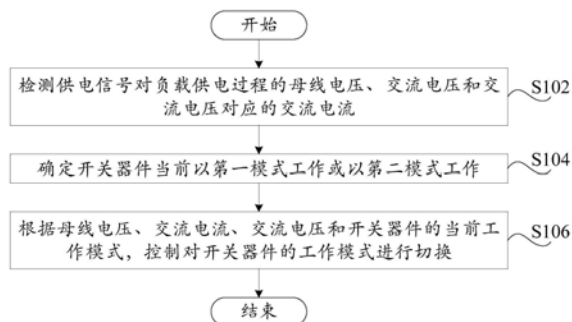 开始
检测供电信号对负载供电过程的母线电压、交流电压和交
流电压对应的交流电流
S102
确定开关器件当前以第一模式工作或以第二模式工作
S104
根据母线电压、交流电流、交流电压和开关器件的当前工
作模式，控制对开关器件的工作模式进行切换
S106
结束